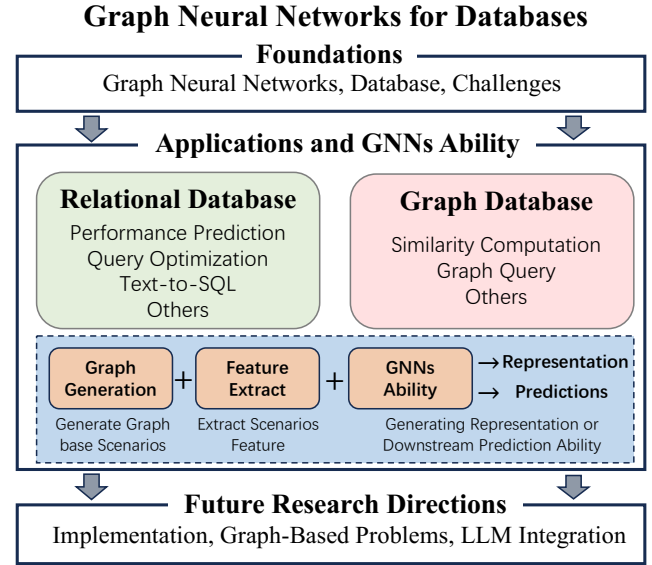 Graph Neural Networks for Databases
Foundations
Graph Neural Networks, Database, Challenges
Applications and GNNs Ability
Relational Database
Performance Prediction
Query Optimization
Text-to-SQL
Others
Graph Database
Similarity Computation
Graph Query
Others
Graph
Generation
Generate Graph
base Scenarios
+
Feature
Extract
Extract Scenarios
Feature
+
GNNs
Ability
→ Representation
→ Predictions
Generating Representation or
Downstream Prediction Ability
Future Research Directions
Implementation, Graph-Based Problems, LLM Integration